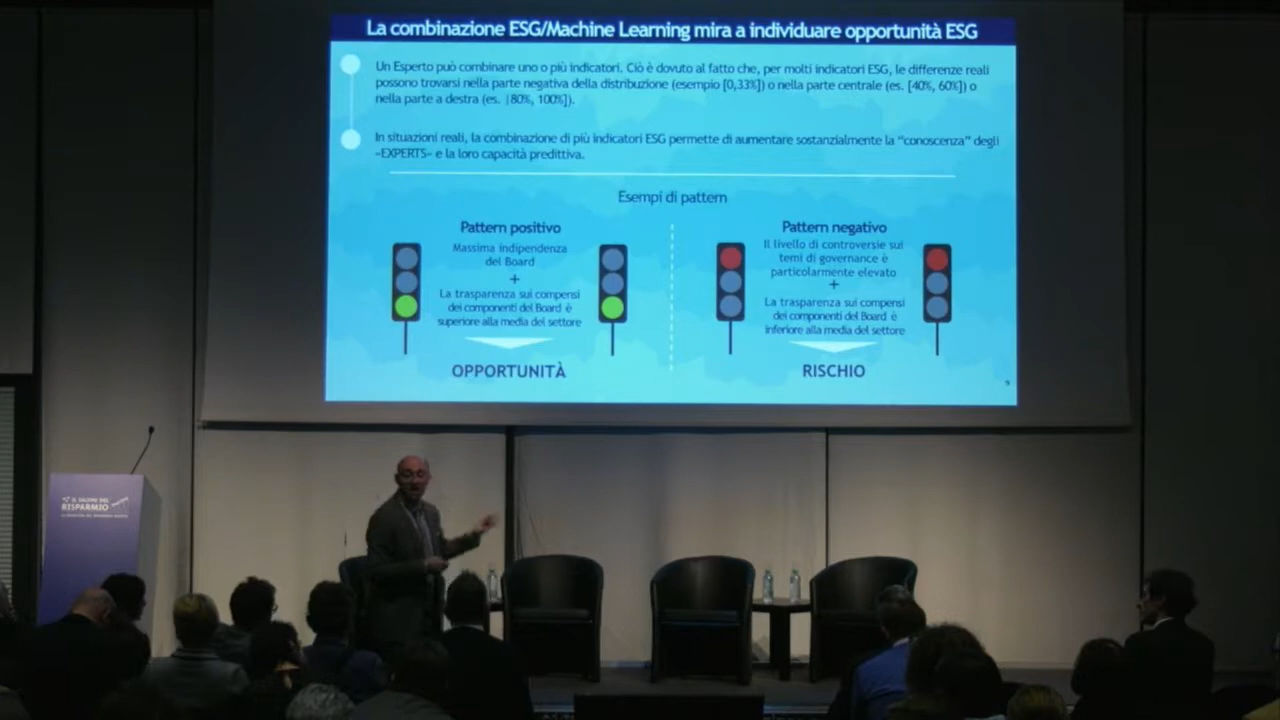 La combinazione ESG/Machine Learning mira a individuare opportunità ESG
Un Esperto può combinare uno o più indicatori. Ciò è dovuto al fatto che, per molti indicatori ESG, le differenze reali
possono trovarsi nella parte negativa della distribuzione (esempio [0,33%]) o nella parte centrale (es. [40%, 60%]) o
nella parte a destra (es. |80%, 100%]).
In situazioni reali, la combinazione di più indicatori ESG permette di aumentare sostanzialmente la "conoscenza" degli
«EXPERTS» e la loro capacità predittiva.
Esempi di pattern
Pattern positivo
Massima indipendenza
del Board
+
La trasparenza sui compensi
dei componenti del Board è
superiore alla media del settore
OPPORTUNITÀ
Pattern negativo
Il livello di controversie sui
temi di governance è
particolarmente elevato
+
La trasparenza sui compensi
dei componenti del Board è
inferiore alla media del settore
RISCHIO
9
IL SALONE DEL
RISPARMIO